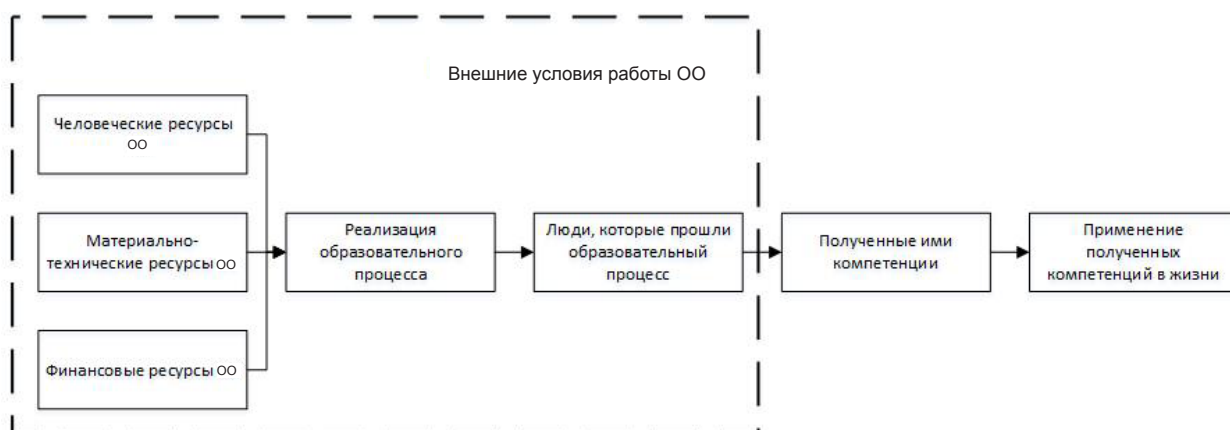 Внешние условия работы ОО
Человеческие ресурсы
ОО
Материально-
технические ресурсы ОО
Финансовые ресурсы ОО
Реализация
образовательного
процесса
Люди, которые прошли
образовательный
процесс
Полученные ими
компетенции
Применение
полученных
компетенций в жизни